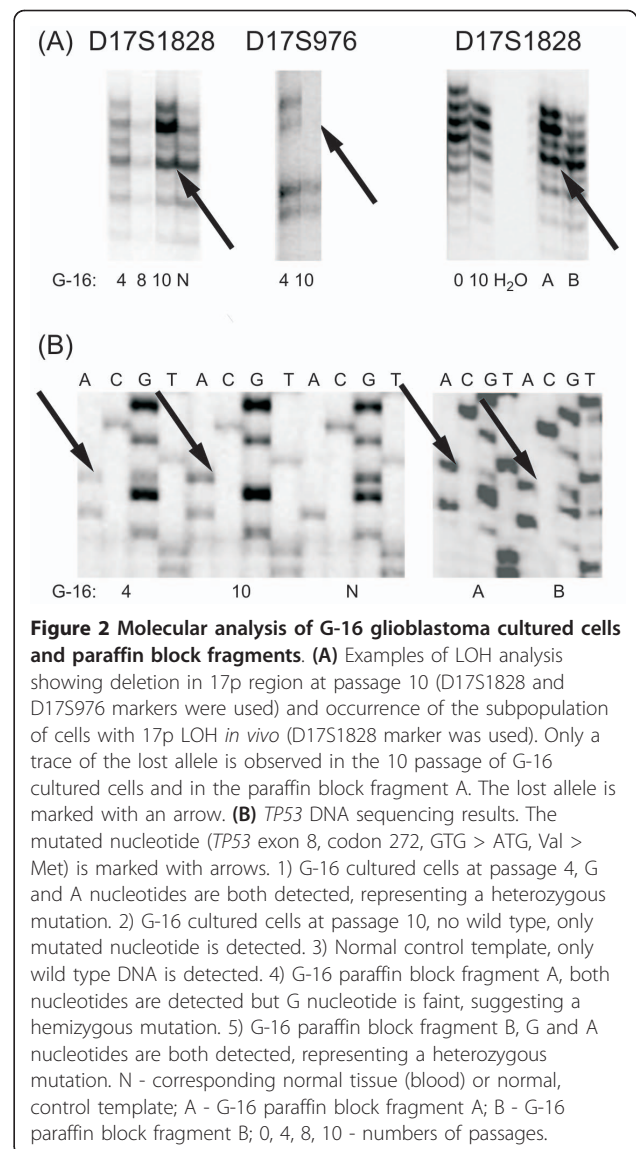 (A) D17S1828 D17S976 D17S1828
G-16: 4 8 10 N 4 10 0 10 H₂O A B
(B)
A C G T A C G T A C G T A C G T A C G T
G-16: 4 10 N A B
Figure 2 Molecular analysis of G-16 glioblastoma cultured cells
and paraffin block fragments. (A) Examples of LOH analysis
showing deletion in 17p region at passage 10 (D17S1828 and
D17S976 markers were used) and occurrence of the subpopulation
of cells with 17p LOH in vivo (D17S1828 marker was used). Only a
trace of the lost allele is observed in the 10 passage of G-16
cultured cells and in the paraffin block fragment A. The lost allele is
marked with an arrow. (B) TP53 DNA sequencing results. The
mutated nucleotide (TP53 exon 8, codon 272, GTG > ATG, Val >
Met) is marked with arrows. 1) G-16 cultured cells at passage 4, G
and A nucleotides are both detected, representing a heterozygous
mutation. 2) G-16 cultured cells at passage 10, no wild type, only
mutated nucleotide is detected. 3) Normal control template, only
wild type DNA is detected. 4) G-16 paraffin block fragment A, both
nucleotides are detected but G nucleotide is faint, suggesting a
hemizygous mutation. 5) G-16 paraffin block fragment B, G and A
nucleotides are both detected, representing a heterozygous
mutation. N - corresponding normal tissue (blood) or normal,
control template; A - G-16 paraffin block fragment A; B - G-16
paraffin block fragment B; 0, 4, 8, 10 - numbers of passages.